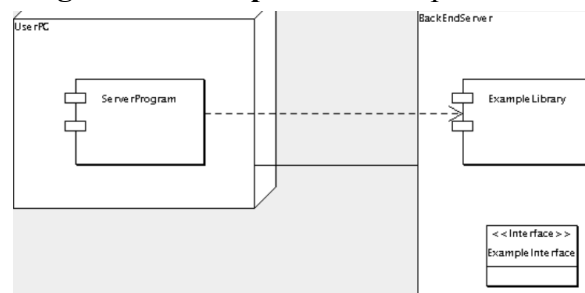 UserPC
BackEndServer
ServerProgram
Example Library
<<Interface>>
Example Interface